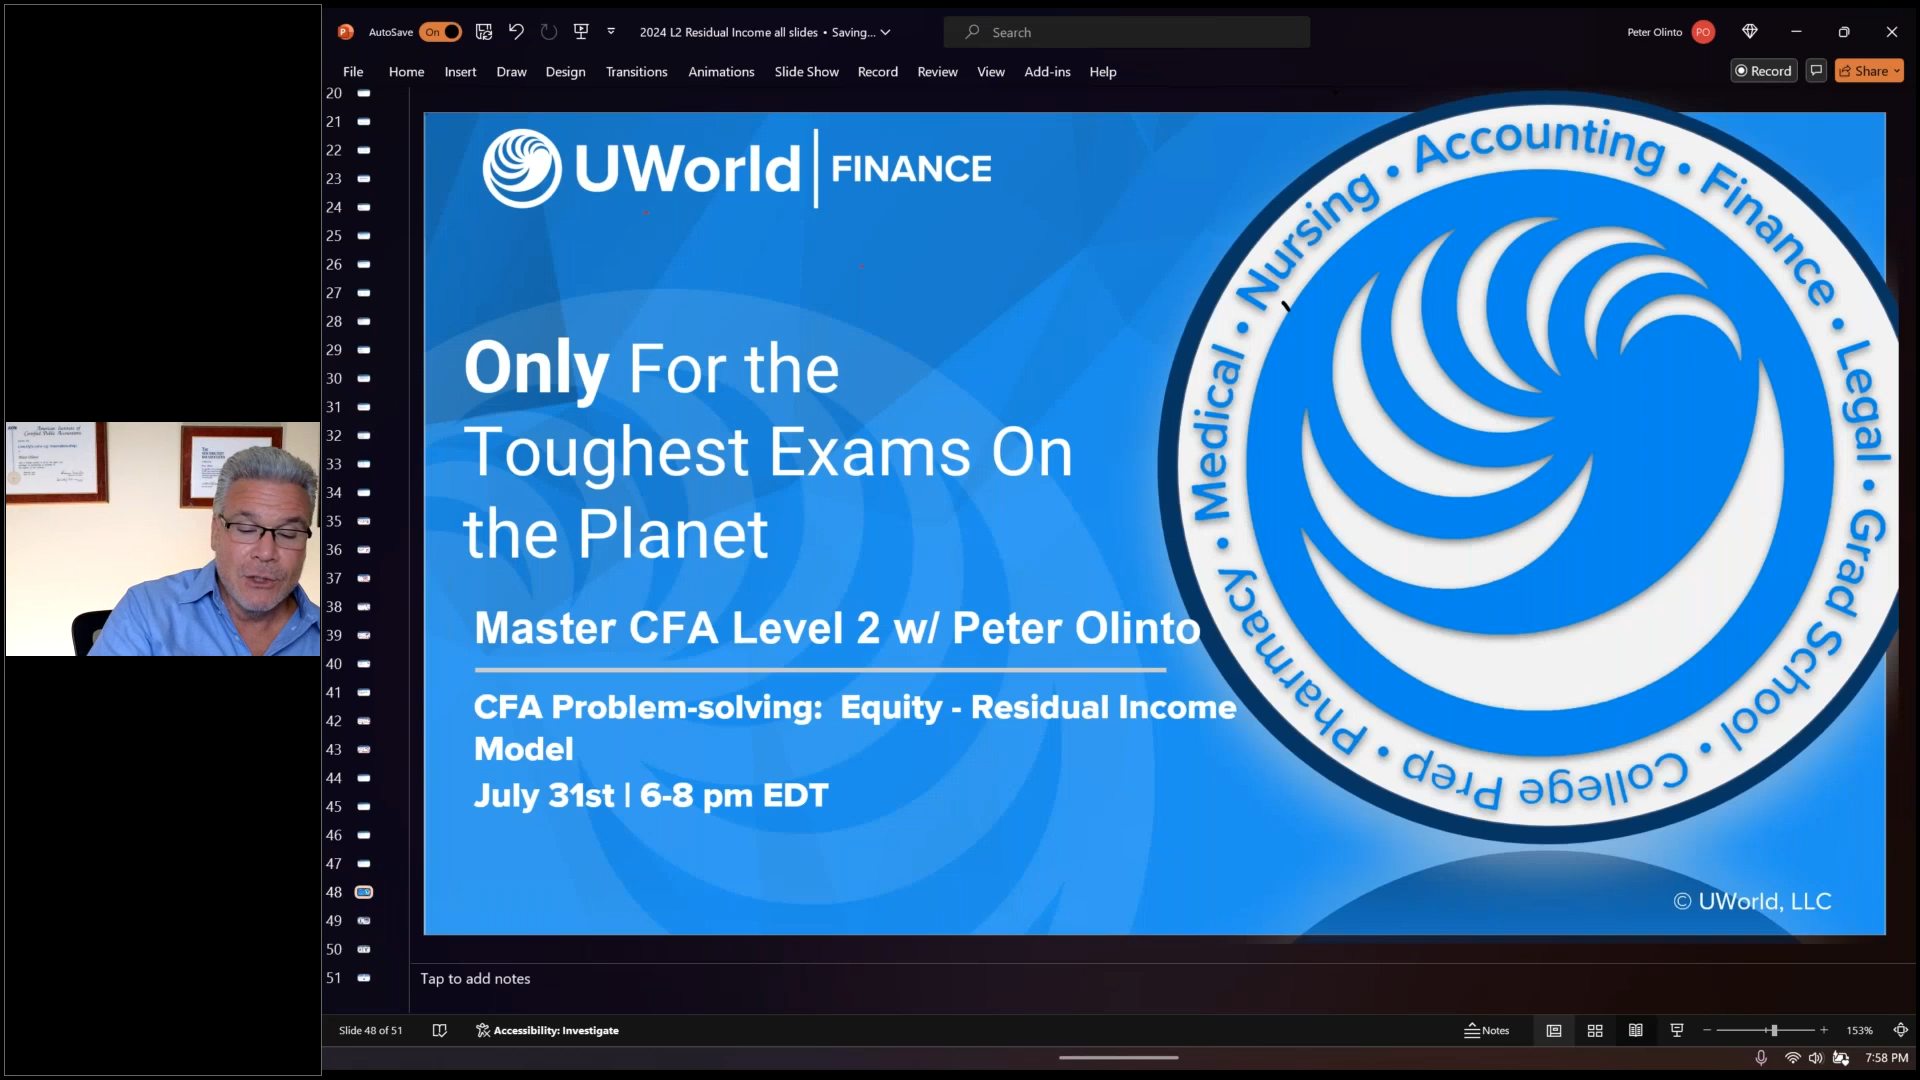 AutoSave On 2024 L2 Residual Income all slides • Saving... Search Peter Olinto PO
File Home Insert Draw Design Transitions Animations Slide Show Record Review View Add-ins Help Record Share
20
21
22
23
24
25
26
27
28
29
30
31
32
33
34
35
36
37
38
39
40
41
42
43
44
45
46
47
48
49
50
51
UWorld FINANCE
Only For the
Toughest Exams On
the Planet
Master CFA Level 2 w/ Peter Olinto
CFA Problem-solving: Equity - Residual Income
Model
July 31st | 6-8 pm EDT
Medical • Nursing • Accounting • Finance • Legal • Grad School • College Prep • Pharmacy •
© UWorld, LLC
Tap to add notes
Slide 48 of 51 Accessibility: Investigate Notes 153%
7:58 PM